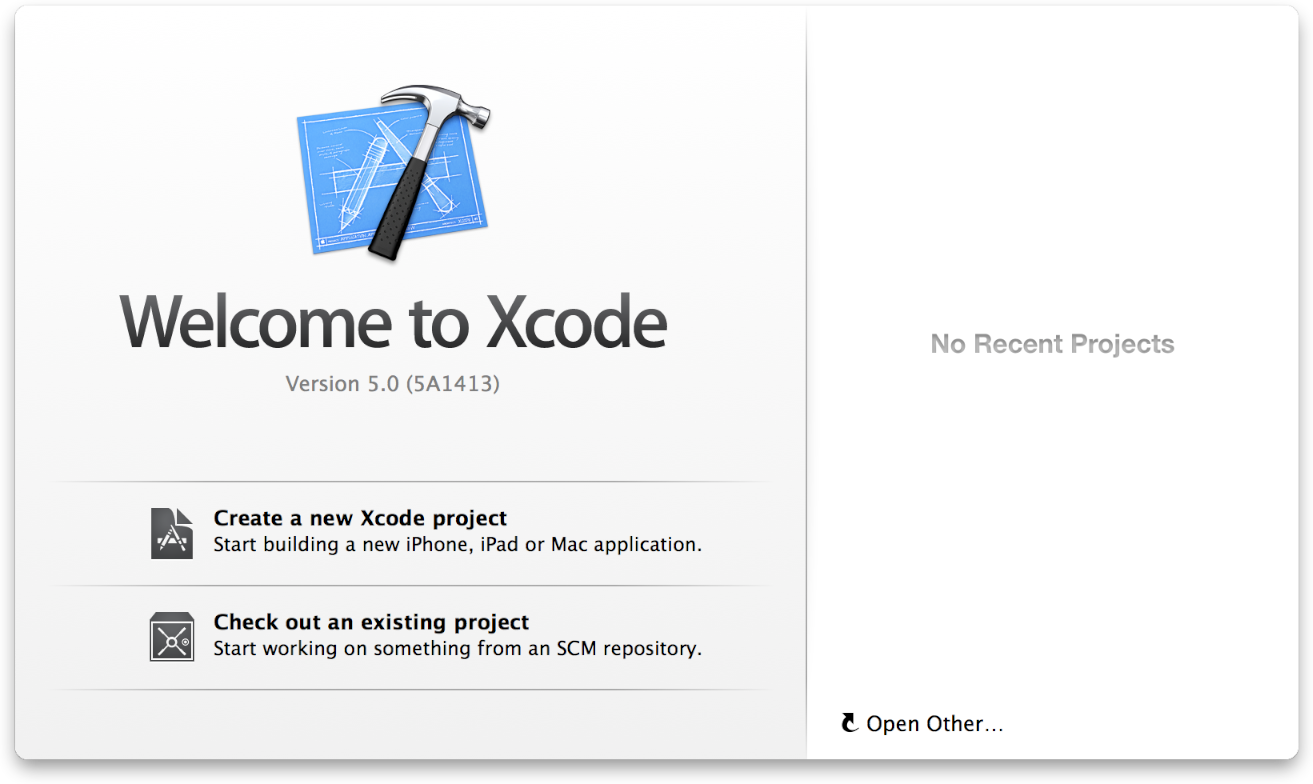 Welcome to Xcode
Version 5.0 (5A1413)
Create a new Xcode project
Start building a new iPhone, iPad or Mac application.
Check out an existing project
Start working on something from an SCM repository.
No Recent Projects
Open Other...